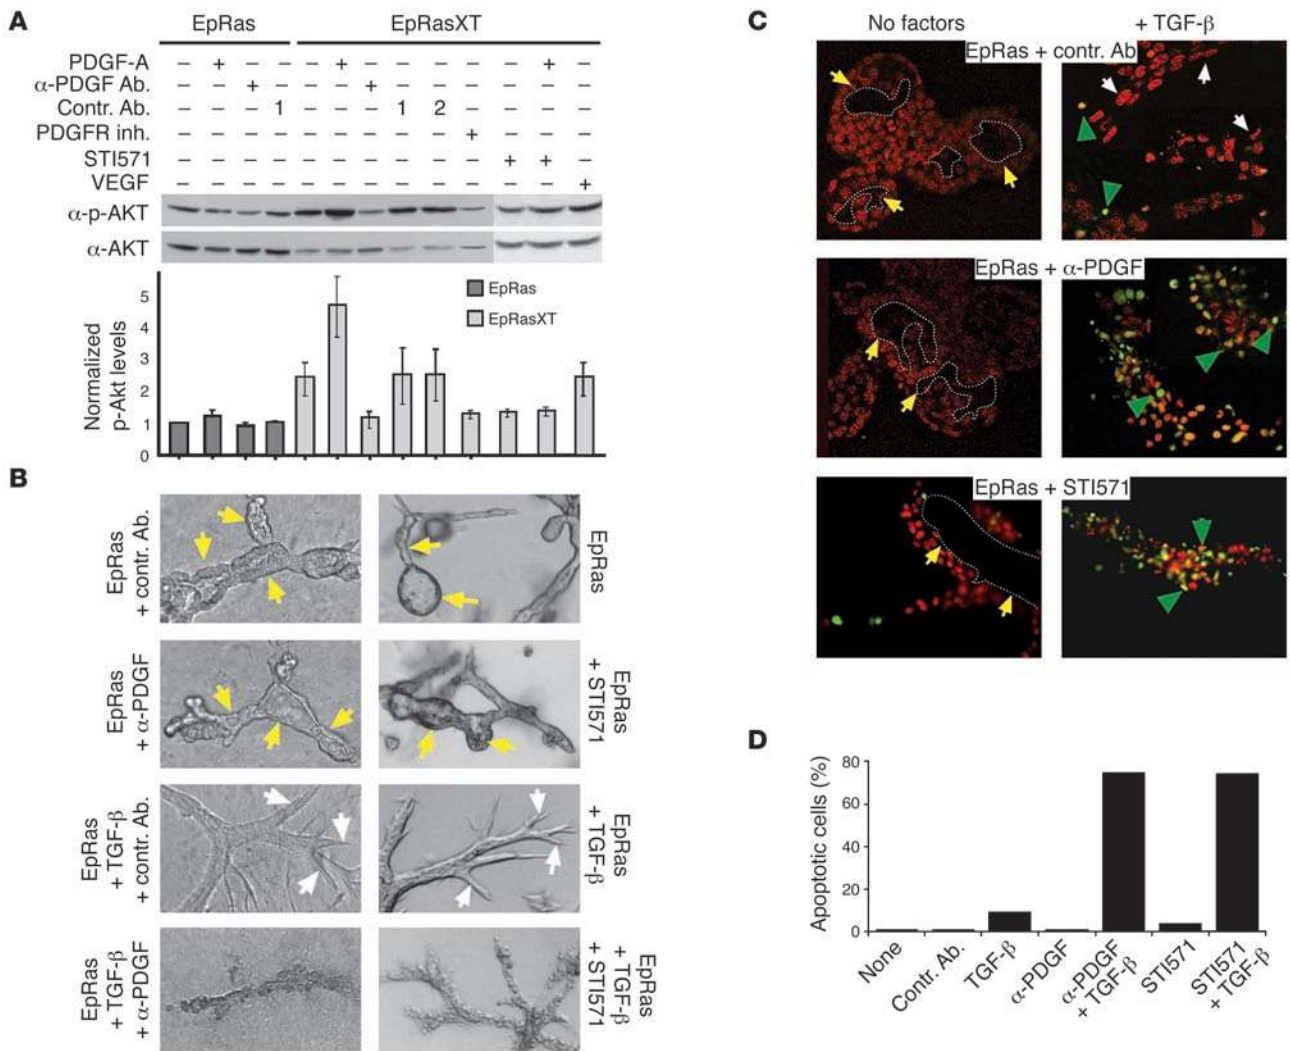 A
EpRas EpRasXT
PDGF-A – + – – – + – – – – – + –
α-PDGF Ab. – – + – – – + – – – – – –
Contr. Ab. – – – 1 – – – 1 2 – – – –
PDGFR inh. – – – – – – – – – + – – –
STI571 – – – – – – – – – – + + –
VEGF – – – – – – – – – – – – +
α-p-AKT
α-AKT
Normalized
p-Akt levels
5
4
3
2
1
0
EpRas
EpRasXT
B
EpRas
+ contr. Ab.
EpRas
EpRas
+ α-PDGF
EpRas
+ STI571
EpRas
+ TGF-β
+ contr. Ab.
EpRas
+ TGF-β
EpRas
+ TGF-β
+ α-PDGF
EpRas
+ TGF-β
+ STI571
C
No factors + TGF-β
EpRas + contr. Ab
EpRas + α-PDGF
EpRas + STI571
D
Apoptotic cells (%)
80
60
40
20
0
None
Contr. Ab.
TGF-β
α-PDGF
α-PDGF
+ TGF-β
STI571
STI571
+ TGF-β